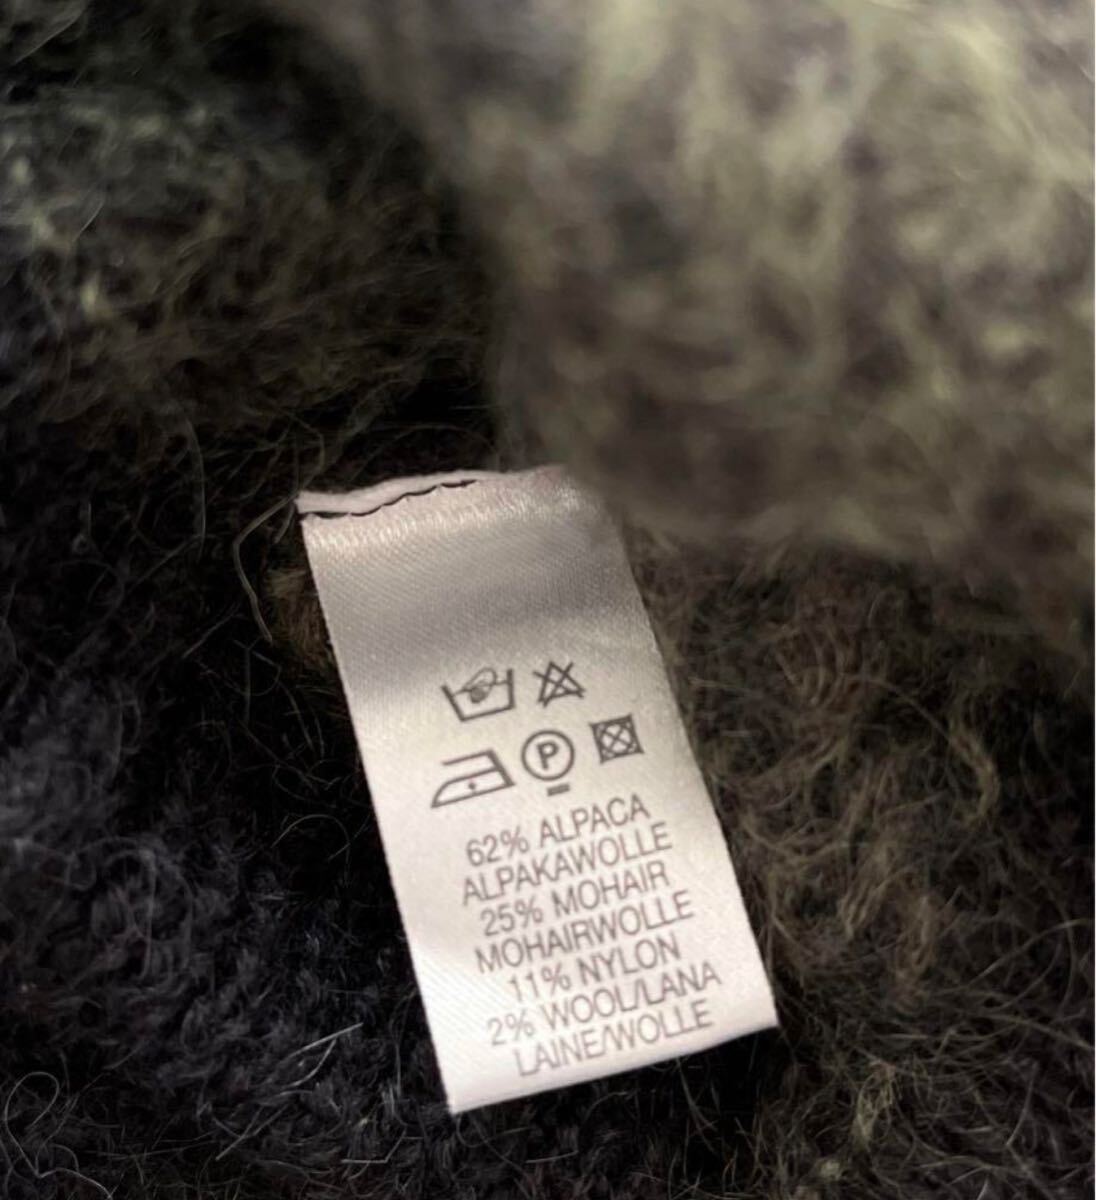 P
62% ALPACA
ALPAKAWOLLE
25% MOHAIR
MOHAIRWOLLE
11% NYLON
2% WOOL/LANA
LAINE/WOLLE